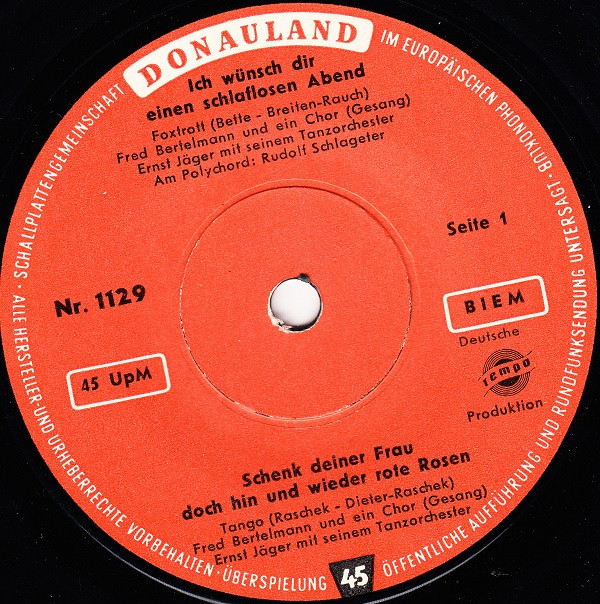 DONAULAND
IM EUROPÄISCHEN PHONOKLUB · SCHALLPLATTENGEMEINSCHAFT
Ich wünsch dir
einen schlaflosen Abend
Foxtrott (Bette - Breiten-Rauch)
Fred Bertelmann und ein Chor (Gesang)
Ernst Jäger mit seinem Tanzorchester
Am Polychord: Rudolf Schlageter
Seite 1
Nr. 1129
BIEM
45 UpM
Deutsche
Tempo
Produktion
Schenk deiner Frau
doch hin und wieder rote Rosen
Tango (Raschek - Dieter-Raschek)
Fred Bertelmann und ein Chor (Gesang)
Ernst Jäger mit seinem Tanzorchester
· ALLE HERSTELLER-UND URHEBERRECHTE VORBEHALTEN · ÜBERSPIELUNG
45
ÖFFENTLICHE AUFFÜHRUNG UND RUNDFUNKSENDUNG UNTERSAGT ·